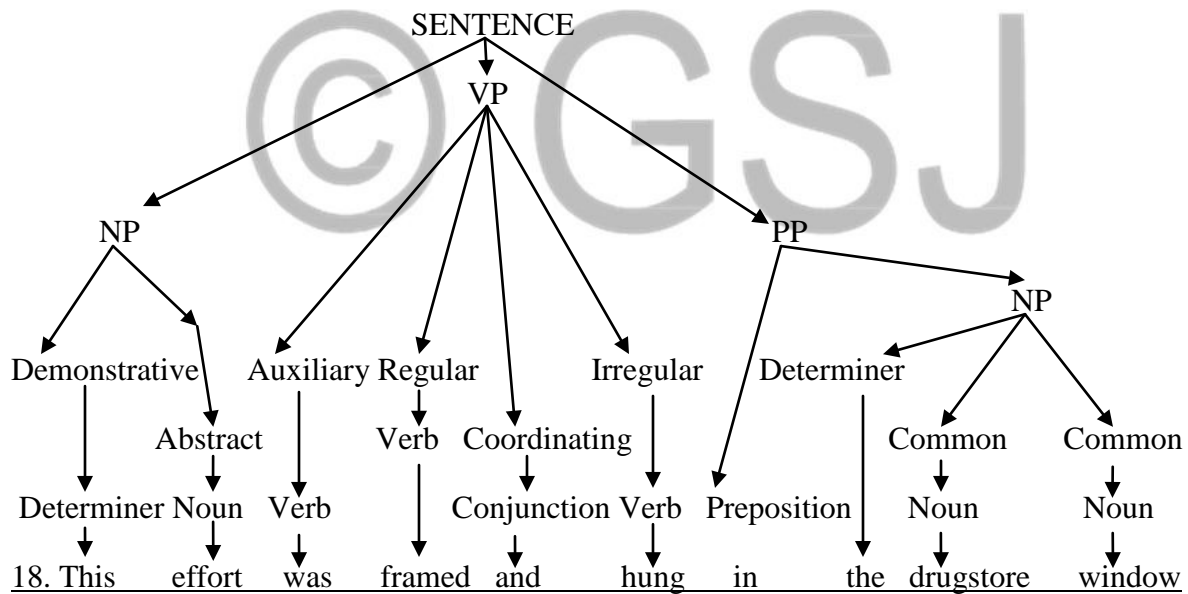 © GSJ
SENTENCE
VP
NP PP
NP
Demonstrative Auxiliary Regular Irregular Determiner
Abstract Verb Coordinating Common Common
Determiner Noun Verb Conjunction Verb Preposition Noun Noun
18. This effort was framed and hung in the drugstore window